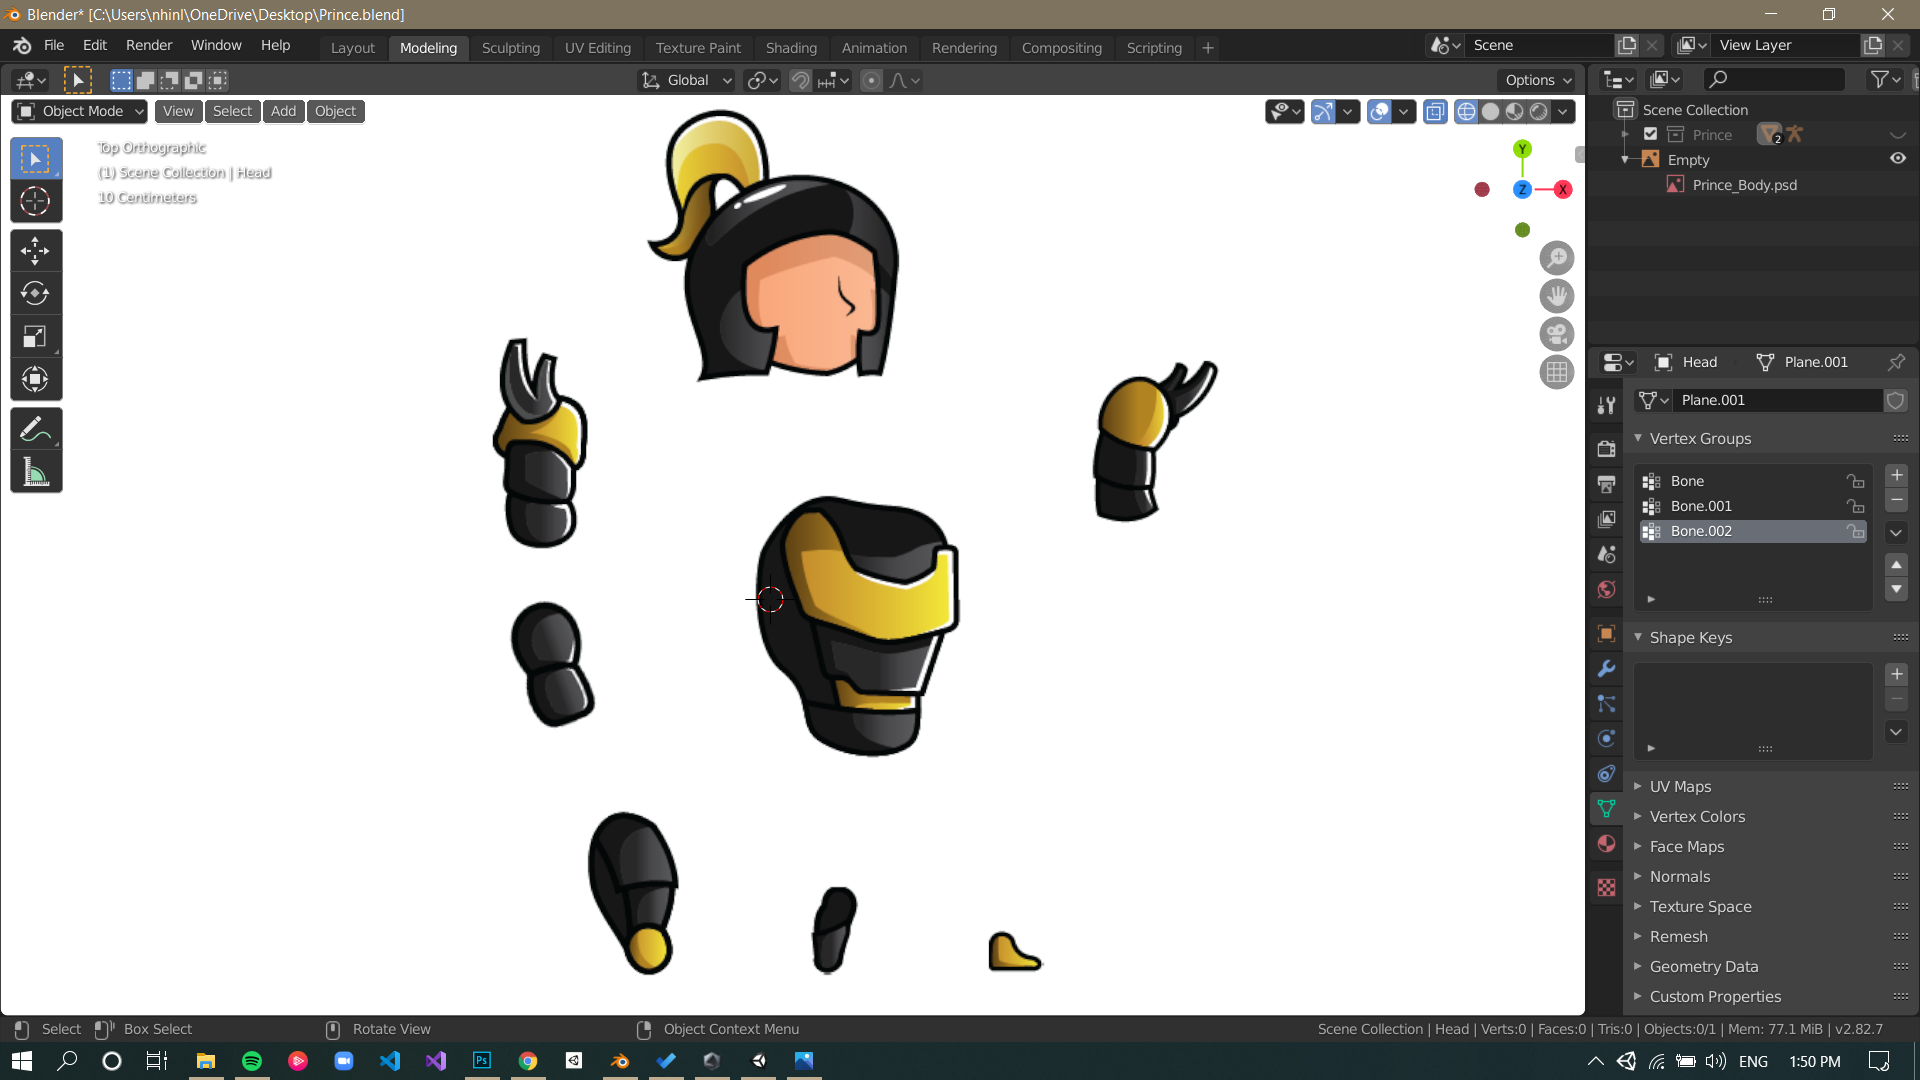 Blender* [C:\Users\nhinl\OneDrive\Desktop\Prince.blend]
File Edit Render Window Help
Layout Modeling Sculpting UV Editing Texture Paint Shading Animation Rendering Compositing Scripting +
Scene
View Layer
Global
Options
Object Mode View Select Add Object
Top Orthographic
(1) Scene Collection | Head
10 Centimeters
Y
Z
X
Scene Collection
Prince 2
Empty
Prince_Body.psd
Head Plane.001
Plane.001
Vertex Groups
Bone
Bone.001
Bone.002
Shape Keys
UV Maps
Vertex Colors
Face Maps
Normals
Texture Space
Remesh
Geometry Data
Custom Properties
Select Box Select Rotate View Object Context Menu
Scene Collection | Head | Verts:0 | Faces:0 | Tris:0 | Objects:0/1 | Mem: 77.1 MiB | v2.82.7
Ps
ENG 1:50 PM